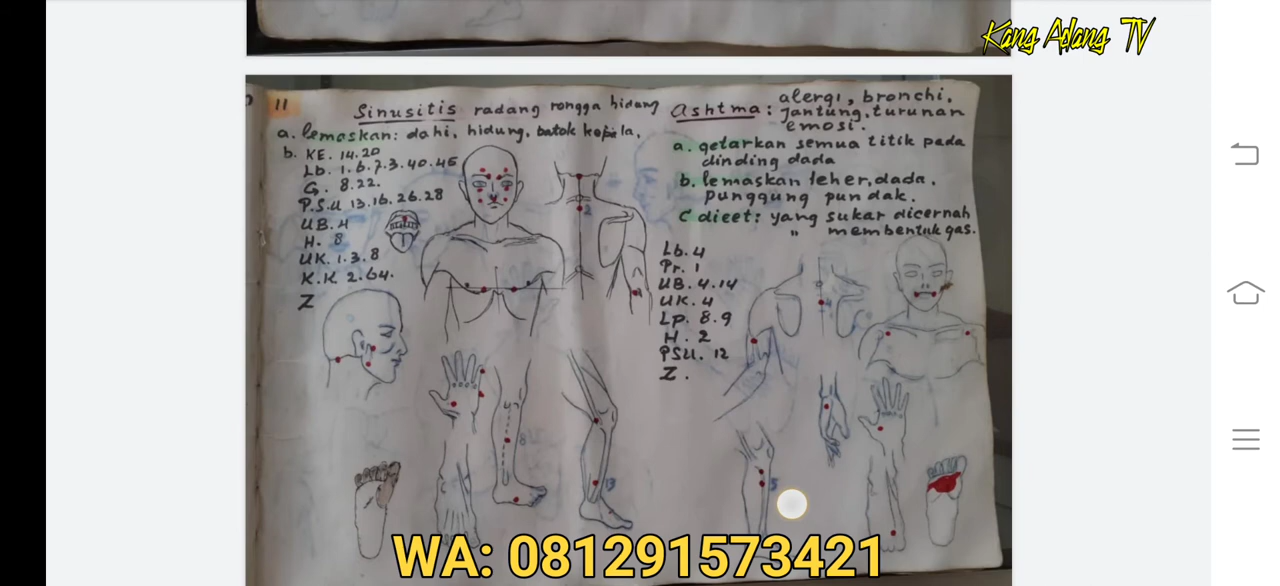 Kang Adang TV
11
Sinusitis radang rongga hidung
a. lemaskan: dahi, hidung, batok kepala,
b. KE. 14.20
Lb. 1.6.7.3.40.45
G. 8.22.
P.S.U 13.16.26.28
UB. 4
H. 8
UK. 1.3.8
K.K. 2.64.
Z
2
8
13
Ashtma: alergi, bronchi,
jantung, turunan
emosi.
a. getarkan semua titik pada
dinding dada
b. lemaskan leher, dada,
punggung pundak.
c dieet: yang sukar dicernah
" membentuk gas.
Lb. 4
Pr. 1
UB. 4.14
UK. 4
Lp. 8.9
H. 2
PSU. 12
Z.
WA: 081291573421